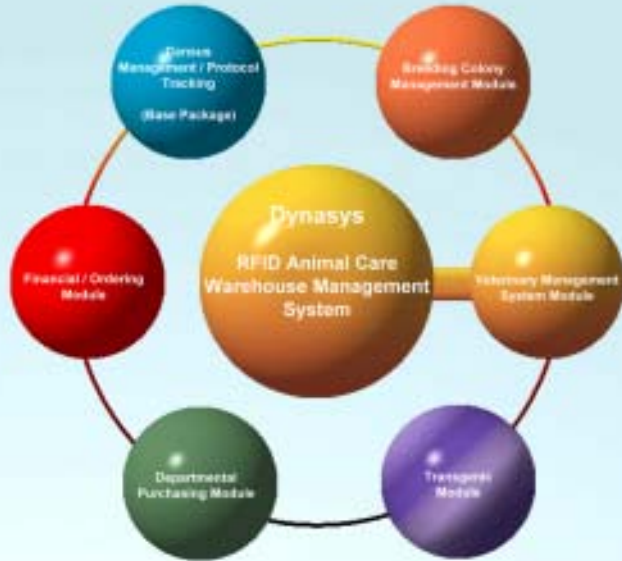 Census
Management / Protocol
Tracking
(Base Package)
Breeding Colony
Management Module
Dynasys
RFID Animal Care
Warehouse Management
System
Financial / Ordering
Module
Veterinary Management
System Module
Departmental
Purchasing Module
Transgenic
Module